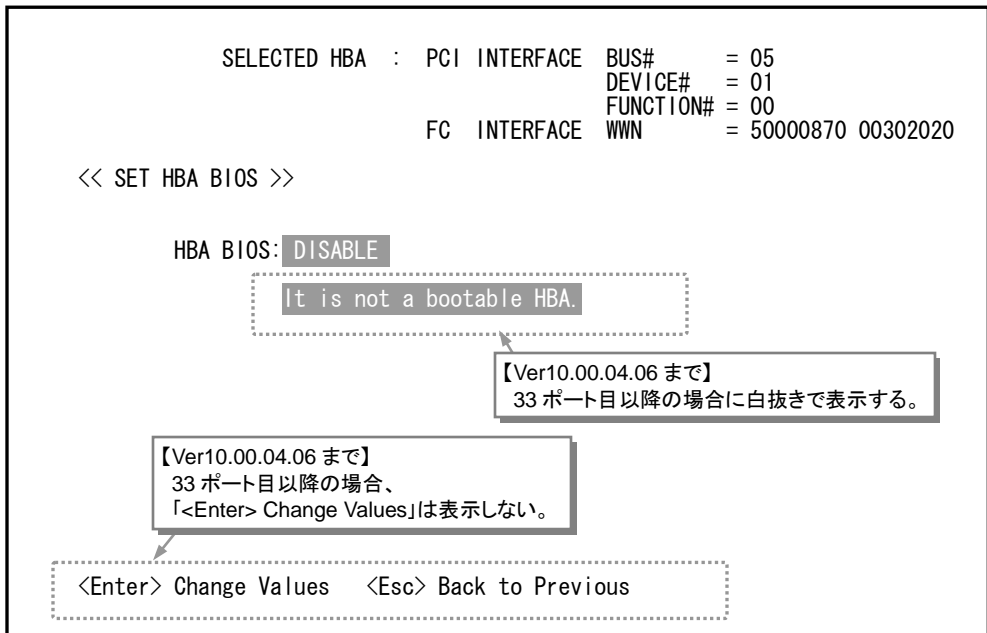 SELECTED HBA : PCI INTERFACE BUS# = 05
DEVICE# = 01
FUNCTION# = 00
FC INTERFACE WWN = 50000870 00302020
<< SET HBA BIOS >>
HBA BIOS: DISABLE
It is not a bootable HBA.
【Ver10.00.04.06 まで】
33 ポート目以降の場合に白抜きで表示する。
【Ver10.00.04.06 まで】
33 ポート目以降の場合、
「<Enter> Change Values」は表示しない。
<Enter> Change Values <Esc> Back to Previous